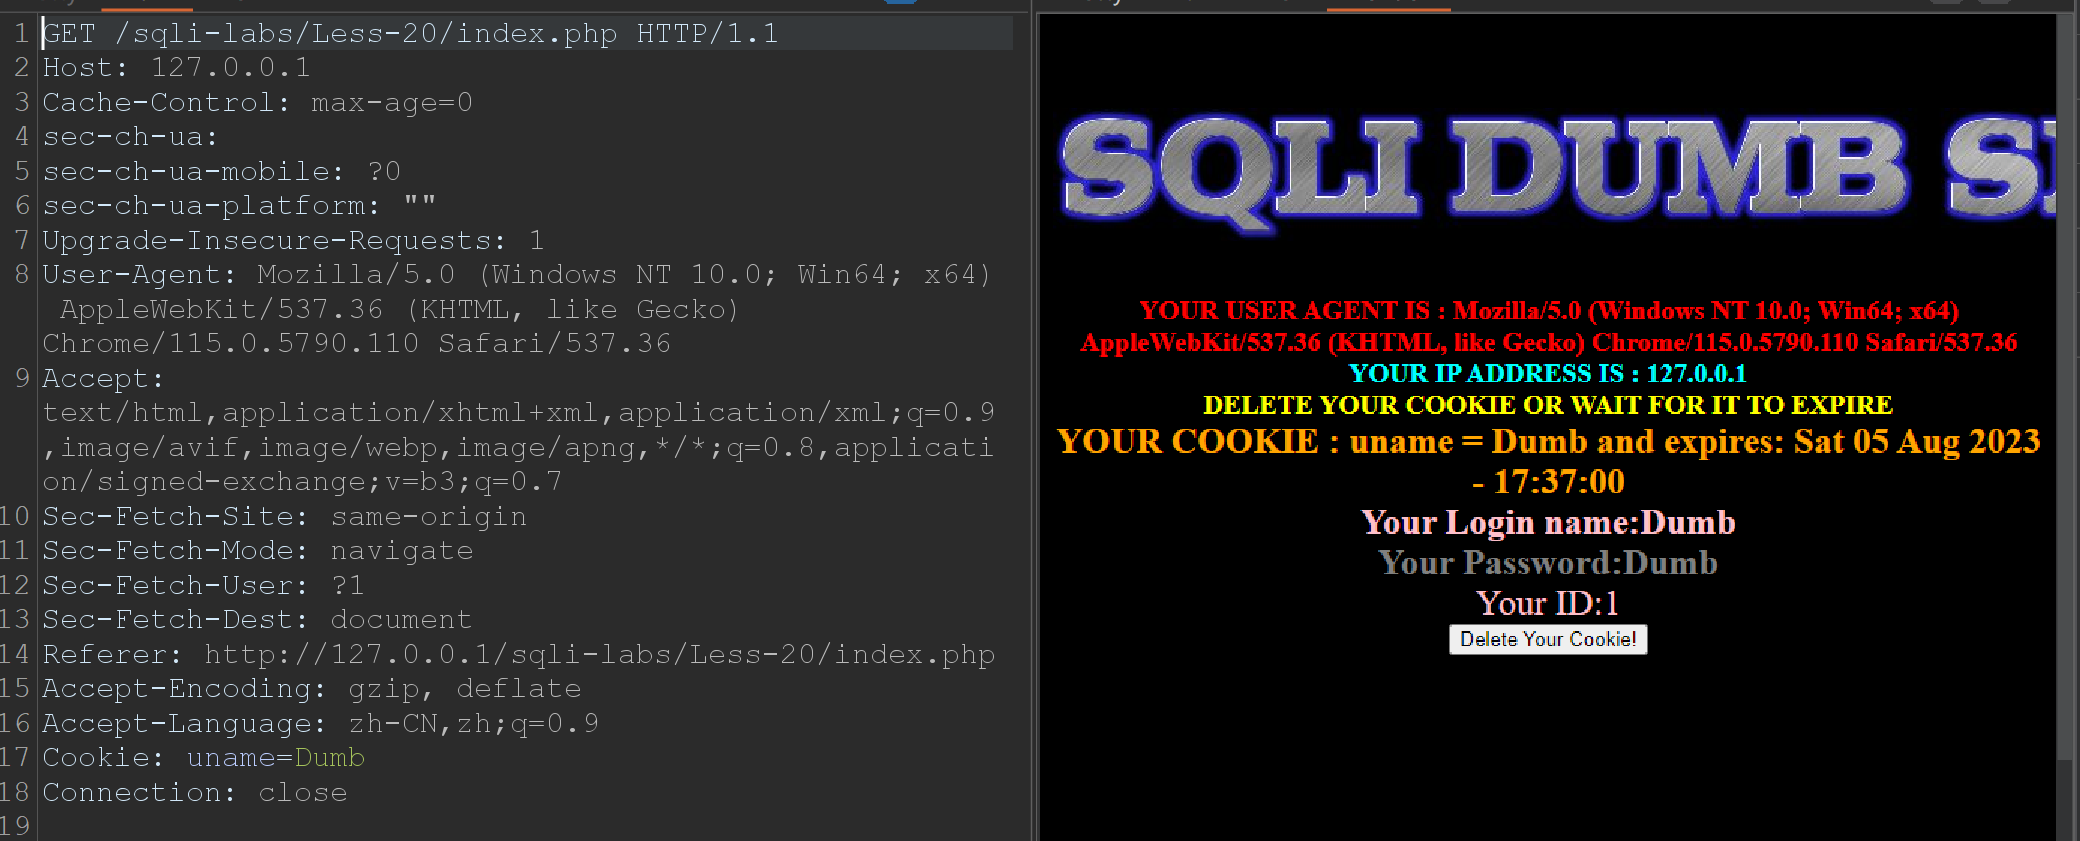 1 GET /sqli-labs/Less-20/index.php HTTP/1.1
2 Host: 127.0.0.1
3 Cache-Control: max-age=0
4 sec-ch-ua:
5 sec-ch-ua-mobile: ?0
6 sec-ch-ua-platform: ""
7 Upgrade-Insecure-Requests: 1
8 User-Agent: Mozilla/5.0 (Windows NT 10.0; Win64; x64)
AppleWebKit/537.36 (KHTML, like Gecko)
Chrome/115.0.5790.110 Safari/537.36
9 Accept:
text/html,application/xhtml+xml,application/xml;q=0.9
,image/avif,image/webp,image/apng,*/*;q=0.8,applicati
on/signed-exchange;v=b3;q=0.7
10 Sec-Fetch-Site: same-origin
11 Sec-Fetch-Mode: navigate
12 Sec-Fetch-User: ?1
13 Sec-Fetch-Dest: document
14 Referer: http://127.0.0.1/sqli-labs/Less-20/index.php
15 Accept-Encoding: gzip, deflate
16 Accept-Language: zh-CN,zh;q=0.9
17 Cookie: uname=Dumb
18 Connection: close
19
SQLI DUMB
YOUR USER AGENT IS : Mozilla/5.0 (Windows NT 10.0; Win64; x64)
AppleWebKit/537.36 (KHTML, like Gecko) Chrome/115.0.5790.110 Safari/537.36
YOUR IP ADDRESS IS : 127.0.0.1
DELETE YOUR COOKIE OR WAIT FOR IT TO EXPIRE
YOUR COOKIE : uname = Dumb and expires: Sat 05 Aug 2023
- 17:37:00
Your Login name:Dumb
Your Password:Dumb
Your ID:1
Delete Your Cookie!